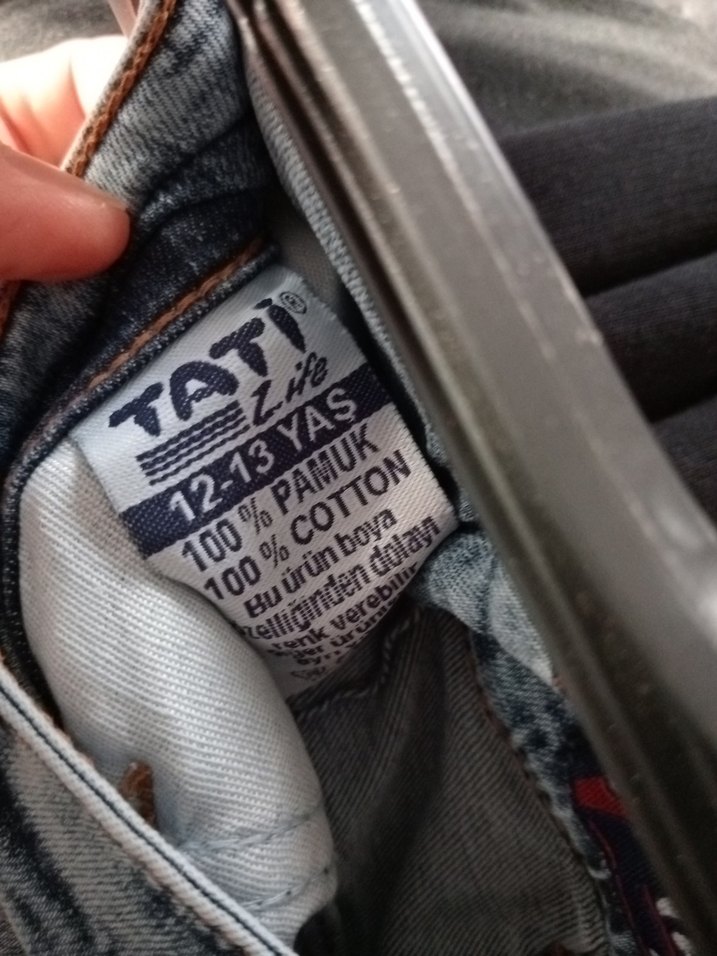 TATİ®
Life
12-13 YAŞ
100 % PAMUK
100 % COTTON
Bu ürün boya
özelliğinden dolayı
renk verebilir